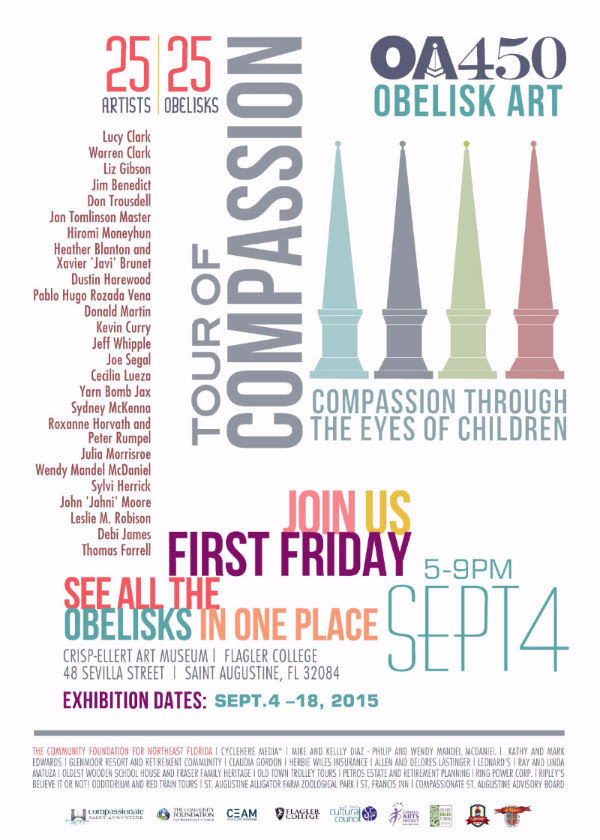 25 25
ARTISTS OBELISKS
Lucy Clark
Warren Clark
Liz Gibson
Jim Benedict
Don Trousdell
Jan Tomlinson Master
Hiromi Moneyhun
Heather Blanton and
Xavier 'Javi' Brunet
Dustin Harewood
Pablo Hugo Rozada Vena
Donald Martin
Kevin Curry
Jeff Whipple
Joe Segal
Cecilia Lueza
Yarn Bomb Jax
Sydney McKenna
Roxanne Horvath and
Peter Rumpel
Julia Morrisroe
Wendy Mandel McDaniel
Sylvi Herrick
John 'Jahni' Moore
Leslie M. Robison
Debi James
Thomas Farrell
TOUR OF
COMPASSION
OA450
OBELISK ART
COMPASSION THROUGH
THE EYES OF CHILDREN
JOIN US
FIRST FRIDAY
5-9PM
SEPT 4
SEE ALL THE
OBELISKS IN ONE PLACE
CRISP-ELLERT ART MUSEUM | FLAGLER COLLEGE
48 SEVILLA STREET | SAINT AUGUSTINE, FL 32084
EXHIBITION DATES: SEPT.4 –18, 2015
THE COMMUNITY FOUNDATION FOR NORTHEAST FLORIDA | CYCLEHERE MEDIA* | MIKE AND KELLLY DIAZ - PHILIP AND WENDY MANDEL MCDANIEL | KATHY AND MARK
EDWARDS | GLENMOOR RESORT AND RETIREMENT COMMUNITY | CLAUDIA GORDON | HERBIE WILES INSURANCE | ALLEN AND DELORES LASTINGER | LEONARD'S | RAY AND LINDA
MATUZA | OLDEST WOODEN SCHOOL HOUSE AND FRASER FAMILY HERITAGE | OLD TOWN TROLLEY TOURS | PETROS ESTATE AND RETIREMENT PLANNING | RING POWER CORP. | RIPLEY'S
BELIEVE IT OR NOT! ODDITORIUM AND RED TRAIN TOURS | ST. AUGUSTINE ALLIGATOR FARM ZOOLOGICAL PARK | ST. FRANCIS INN | COMPASSIONATE ST. AUGUSTINE ADVISORY BOARD
compassionate
SAINT AUGUSTINE
THE COMMUNITY
FOUNDATION
CEAM
FLAGLER
COLLEGE
cultural
council